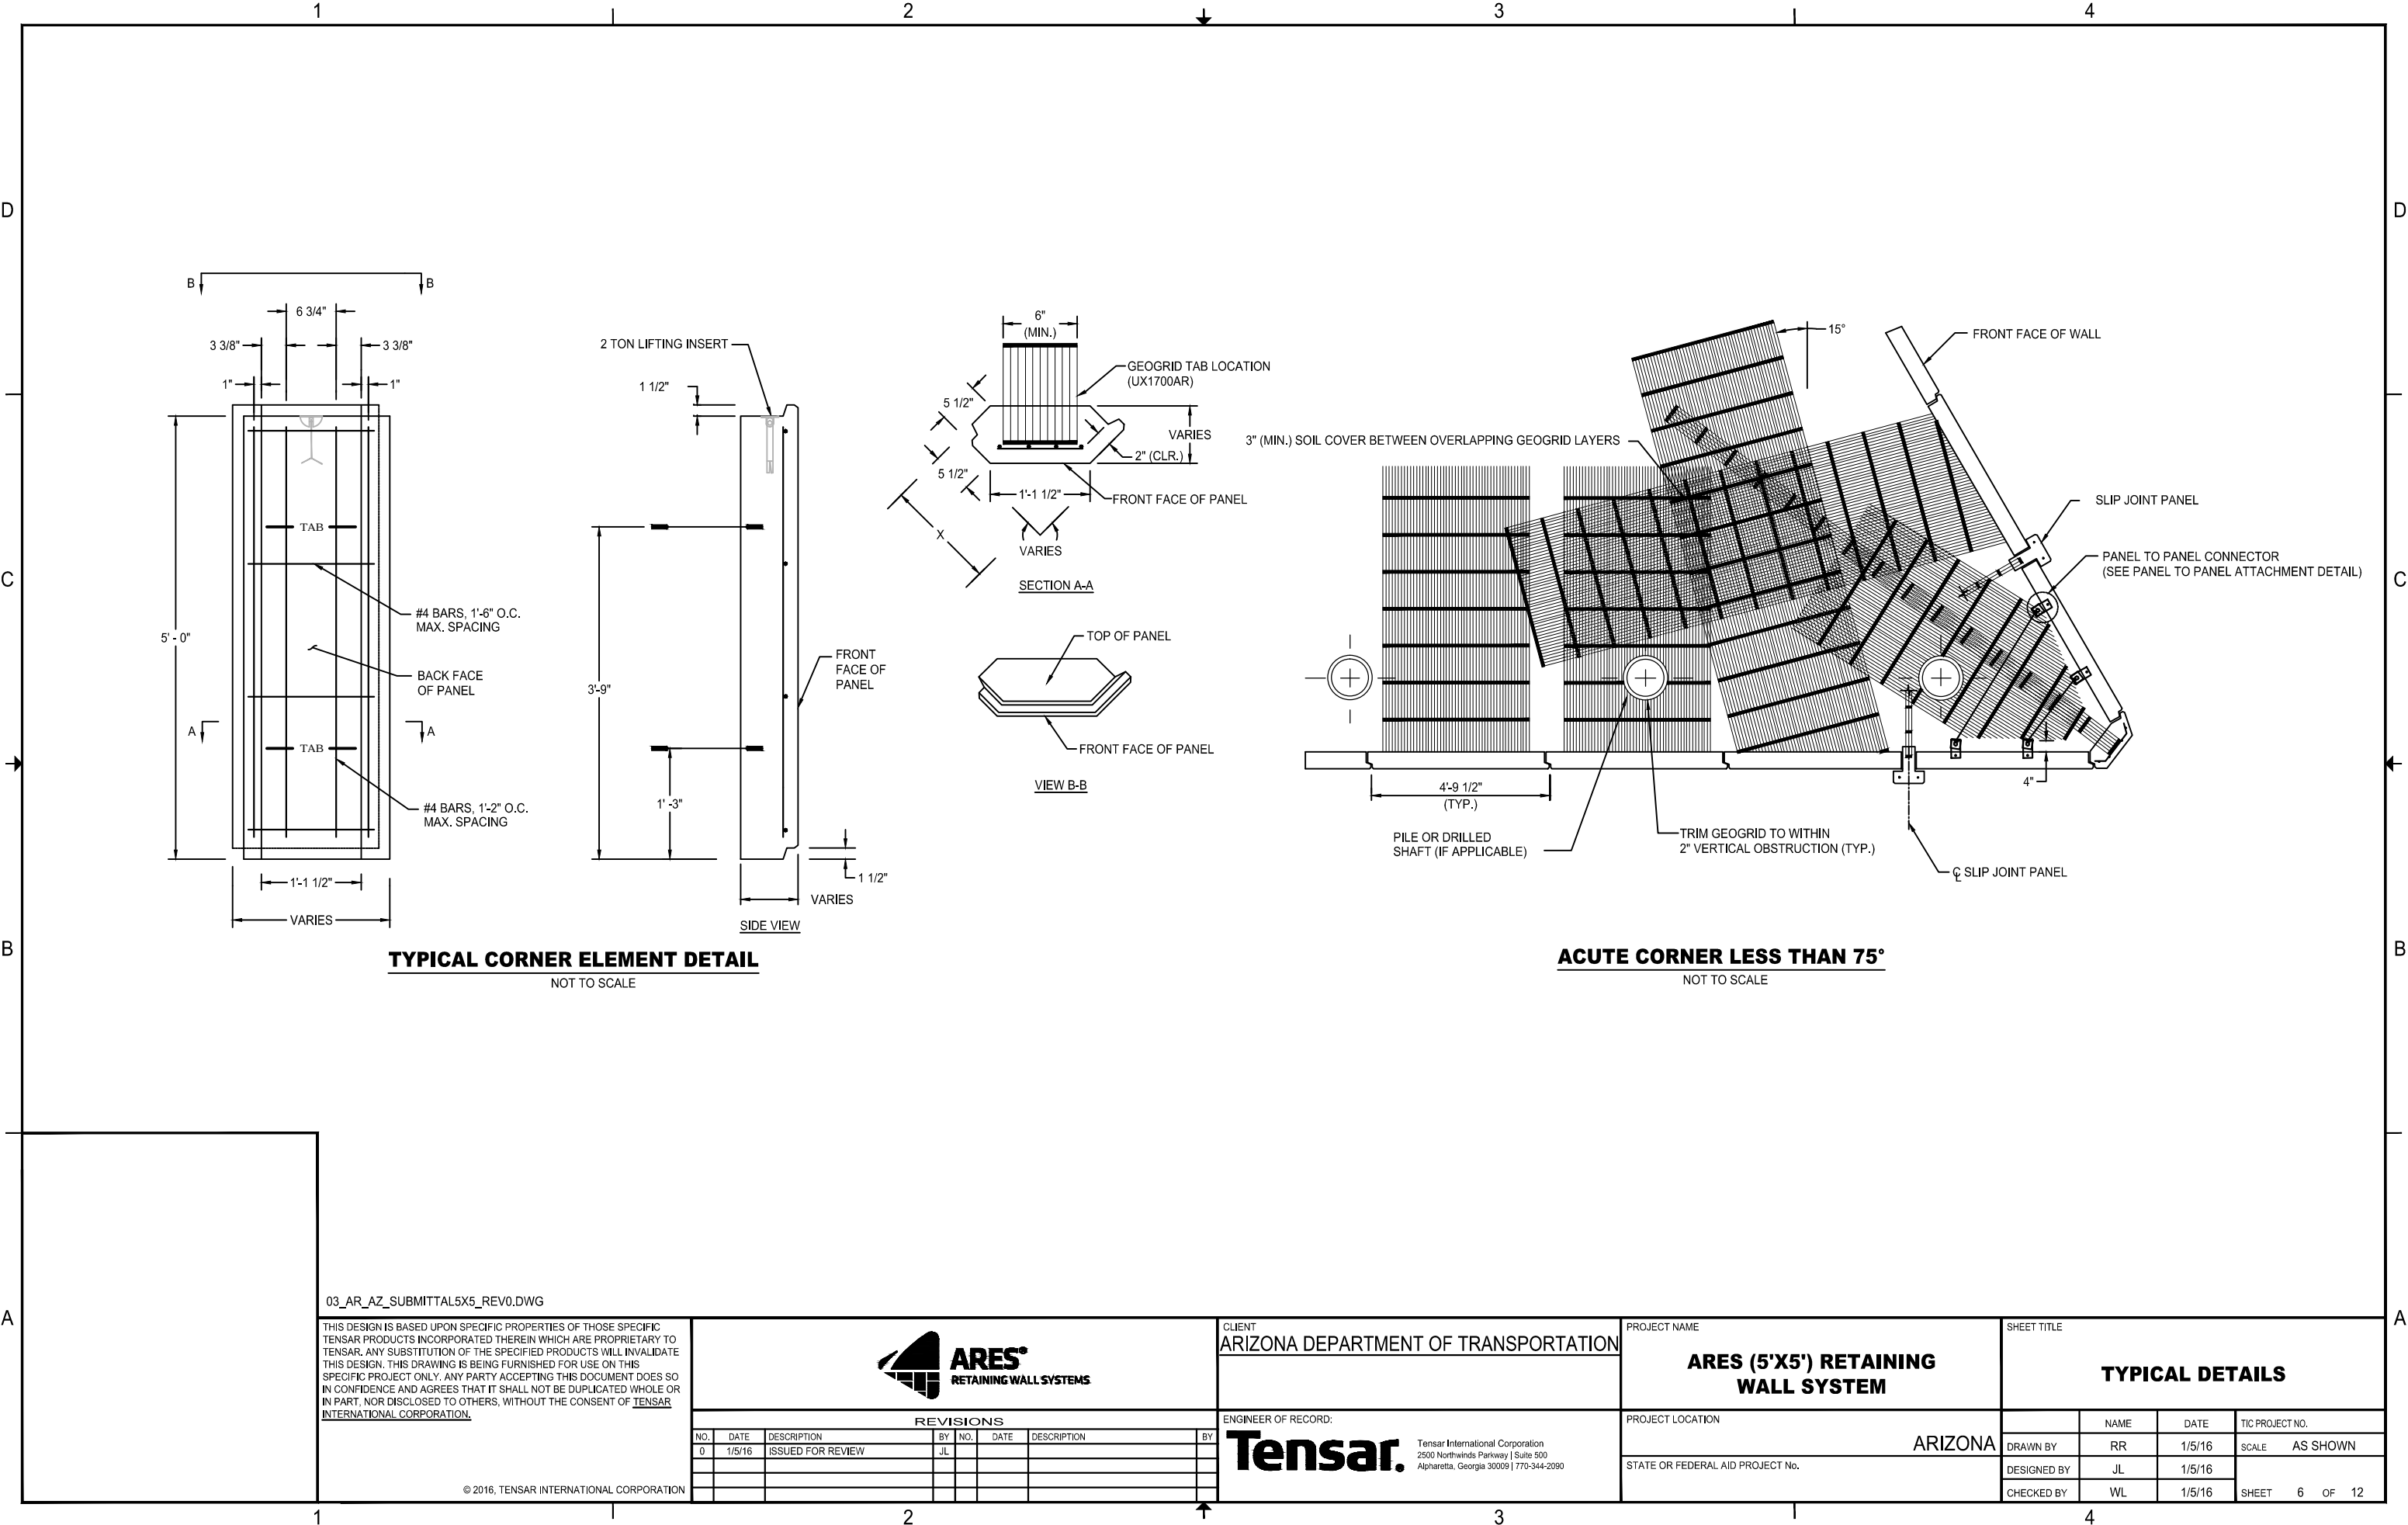 1
2
3
4
D
D
C
C
B
B
A
A
B
B
6 3/4"
3 3/8"
3 3/8"
1"
1"
TAB
TAB
5' - 0"
#4 BARS, 1'-6" O.C.
MAX. SPACING
BACK FACE
OF PANEL
A
A
#4 BARS, 1'-2" O.C.
MAX. SPACING
1'-1 1/2"
VARIES
2 TON LIFTING INSERT
1 1/2"
3'-9"
FRONT
FACE OF
PANEL
1' -3"
1 1/2"
VARIES
SIDE VIEW
TYPICAL CORNER ELEMENT DETAIL
NOT TO SCALE
6"
(MIN.)
GEOGRID TAB LOCATION
(UX1700AR)
5 1/2"
VARIES
2" (CLR.)
5 1/2"
1'-1 1/2"
FRONT FACE OF PANEL
X
VARIES
SECTION A-A
TOP OF PANEL
FRONT FACE OF PANEL
VIEW B-B
15°
FRONT FACE OF WALL
3" (MIN.) SOIL COVER BETWEEN OVERLAPPING GEOGRID LAYERS
SLIP JOINT PANEL
PANEL TO PANEL CONNECTOR
(SEE PANEL TO PANEL ATTACHMENT DETAIL)
4'-9 1/2"
(TYP.)
4"
PILE OR DRILLED
SHAFT (IF APPLICABLE)
TRIM GEOGRID TO WITHIN
2" VERTICAL OBSTRUCTION (TYP.)
℄ SLIP JOINT PANEL
ACUTE CORNER LESS THAN 75°
NOT TO SCALE
03_AR_AZ_SUBMITTAL5X5_REV0.DWG
THIS DESIGN IS BASED UPON SPECIFIC PROPERTIES OF THOSE SPECIFIC
TENSAR PRODUCTS INCORPORATED THEREIN WHICH ARE PROPRIETARY TO
TENSAR. ANY SUBSTITUTION OF THE SPECIFIED PRODUCTS WILL INVALIDATE
THIS DESIGN. THIS DRAWING IS BEING FURNISHED FOR USE ON THIS
SPECIFIC PROJECT ONLY. ANY PARTY ACCEPTING THIS DOCUMENT DOES SO
IN CONFIDENCE AND AGREES THAT IT SHALL NOT BE DUPLICATED WHOLE OR
IN PART, NOR DISCLOSED TO OTHERS, WITHOUT THE CONSENT OF TENSAR
INTERNATIONAL CORPORATION.
© 2016, TENSAR INTERNATIONAL CORPORATION
ARES®
RETAINING WALL SYSTEMS
REVISIONS
NO. DATE DESCRIPTION BY NO. DATE DESCRIPTION BY
0 1/5/16 ISSUED FOR REVIEW JL
CLIENT
ARIZONA DEPARTMENT OF TRANSPORTATION
ENGINEER OF RECORD:
Tensar.
Tensar International Corporation
2500 Northwinds Parkway | Suite 500
Alpharetta, Georgia 30009 | 770-344-2090
PROJECT NAME
ARES (5'X5') RETAINING
WALL SYSTEM
PROJECT LOCATION
ARIZONA
STATE OR FEDERAL AID PROJECT No.
SHEET TITLE
TYPICAL DETAILS
NAME DATE TIC PROJECT NO.
DRAWN BY RR 1/5/16 SCALE AS SHOWN
DESIGNED BY JL 1/5/16
CHECKED BY WL 1/5/16 SHEET 6 OF 12
1
2
3
4